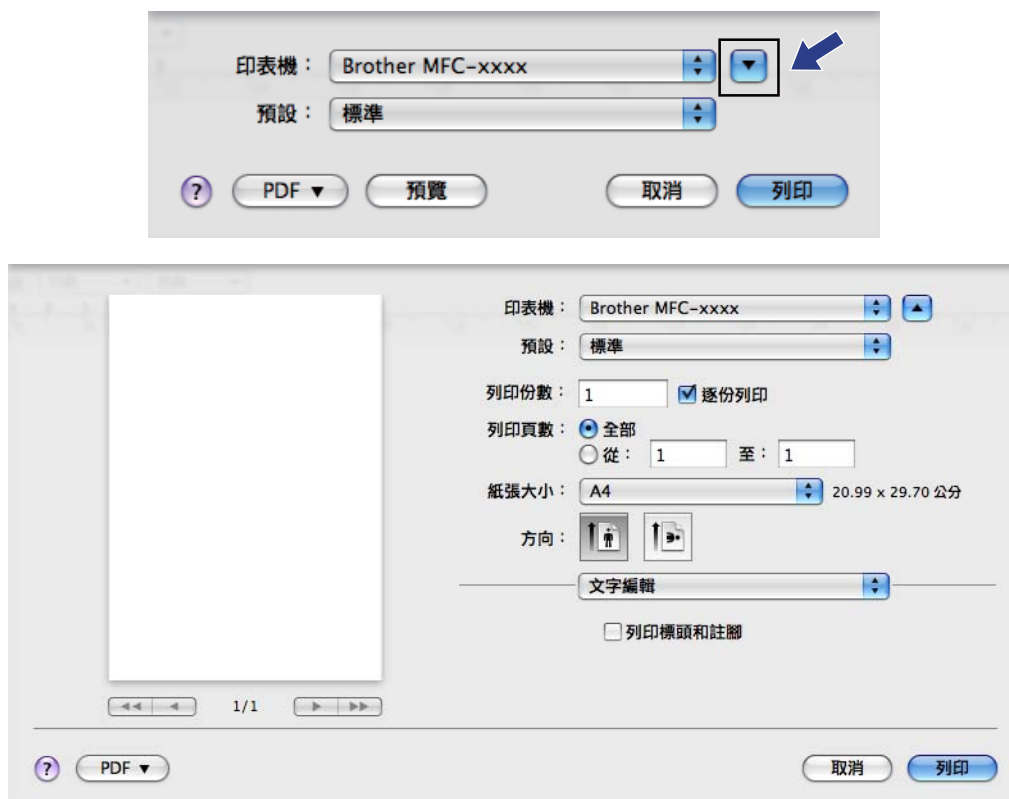 印表機： Brother MFC-xxxx
預設： 標準
? PDF ▼ 預覽 取消 列印
印表機： Brother MFC-xxxx
預設： 標準
列印份數： 1 逐份列印
列印頁數： 全部
從： 1 至： 1
紙張大小： A4 20.99 x 29.70 公分
方向：
文字編輯
列印標頭和註腳
1/1
? PDF ▼ 取消 列印